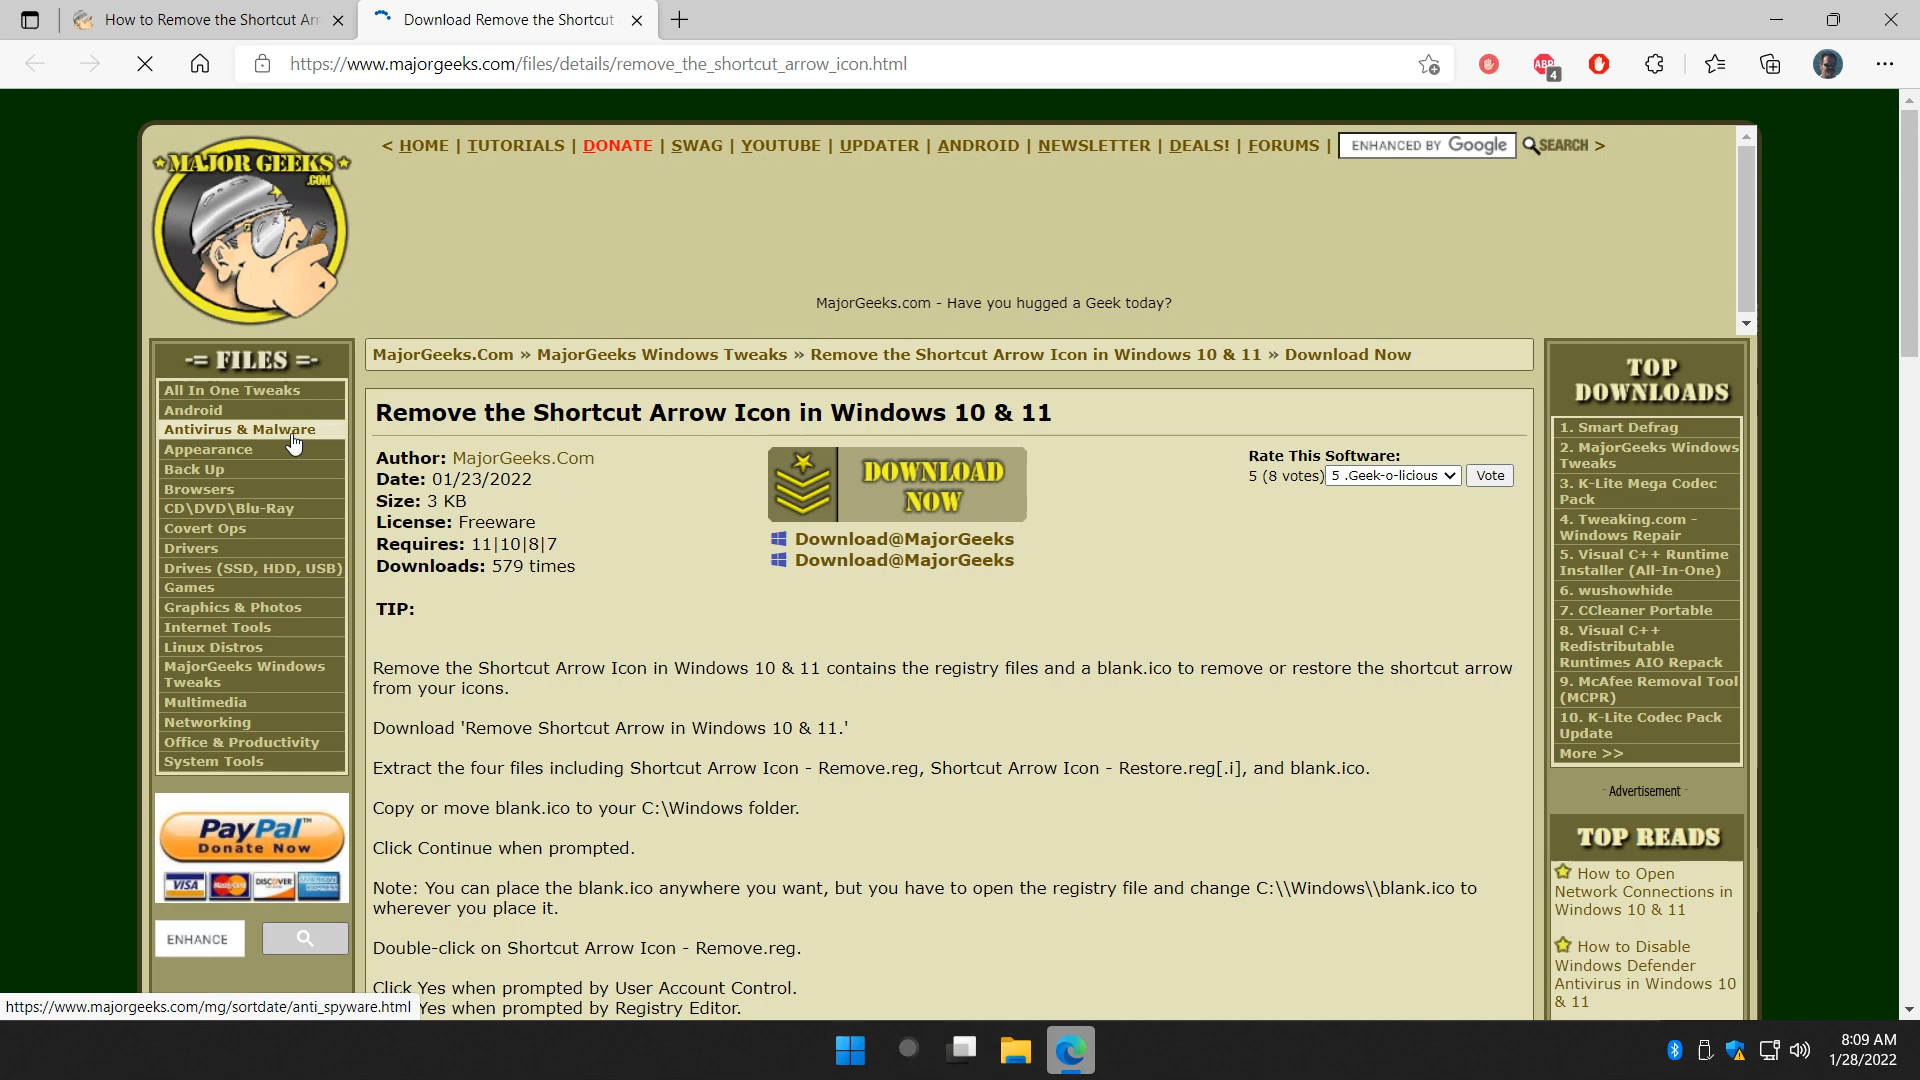 How to Remove the Shortcut Arr
Download Remove the Shortcut
https://www.majorgeeks.com/files/details/remove_the_shortcut_arrow_icon.html
ABP
4
MAJOR GEEKS
.COM
< HOME | TUTORIALS | DONATE | SWAG | YOUTUBE | UPDATER | ANDROID | NEWSLETTER | DEALS! | FORUMS | ENHANCED BY Google SEARCH >
MajorGeeks.com - Have you hugged a Geek today?
-= FILES =-
All In One Tweaks
Android
Antivirus & Malware
Appearance
Back Up
Browsers
CD\DVD\Blu-Ray
Covert Ops
Drivers
Drives (SSD, HDD, USB)
Games
Graphics & Photos
Internet Tools
Linux Distros
MajorGeeks Windows
Tweaks
Multimedia
Networking
Office & Productivity
System Tools
PayPal™
Donate Now
VISA MasterCard DISCOVER
ENHANCE
MajorGeeks.Com » MajorGeeks Windows Tweaks » Remove the Shortcut Arrow Icon in Windows 10 & 11 » Download Now
Remove the Shortcut Arrow Icon in Windows 10 & 11
Author: MajorGeeks.Com
Date: 01/23/2022
Size: 3 KB
License: Freeware
Requires: 11|10|8|7
Downloads: 579 times
DOWNLOAD
NOW
Download@MajorGeeks
Download@MajorGeeks
Rate This Software:
5 (8 votes) 5 .Geek-o-licious Vote
TIP:
Remove the Shortcut Arrow Icon in Windows 10 & 11 contains the registry files and a blank.ico to remove or restore the shortcut arrow
from your icons.
Download 'Remove Shortcut Arrow in Windows 10 & 11.'
Extract the four files including Shortcut Arrow Icon - Remove.reg, Shortcut Arrow Icon - Restore.reg[.i], and blank.ico.
Copy or move blank.ico to your C:\Windows folder.
Click Continue when prompted.
Note: You can place the blank.ico anywhere you want, but you have to open the registry file and change C:\\Windows\\blank.ico to
wherever you place it.
Double-click on Shortcut Arrow Icon - Remove.reg.
Click Yes when prompted by User Account Control.
Yes when prompted by Registry Editor.
TOP
DOWNLOADS
1. Smart Defrag
2. MajorGeeks Windows
Tweaks
3. K-Lite Mega Codec
Pack
4. Tweaking.com -
Windows Repair
5. Visual C++ Runtime
Installer (All-In-One)
6. wushowhide
7. CCleaner Portable
8. Visual C++
Redistributable
Runtimes AIO Repack
9. McAfee Removal Tool
(MCPR)
10. K-Lite Codec Pack
Update
More >>
- Advertisement -
TOP READS
How to Open
Network Connections in
Windows 10 & 11
How to Disable
Windows Defender
Antivirus in Windows 10
& 11
https://www.majorgeeks.com/mg/sortdate/anti_spyware.html
8:09 AM
1/28/2022